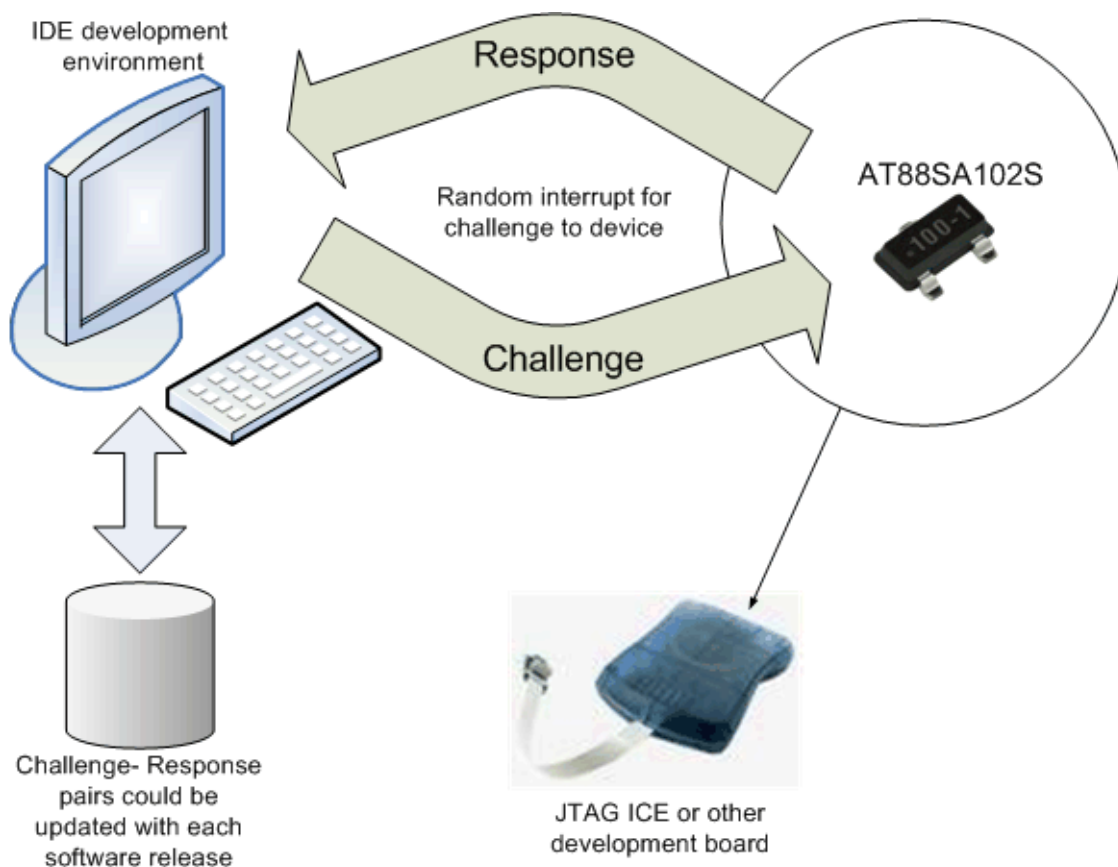 IDE development
environment
Response
Random interrupt for
challenge to device
AT88SA102S
100-1
Challenge
Challenge- Response
pairs could be
updated with each
software release
JTAG ICE or other
development board